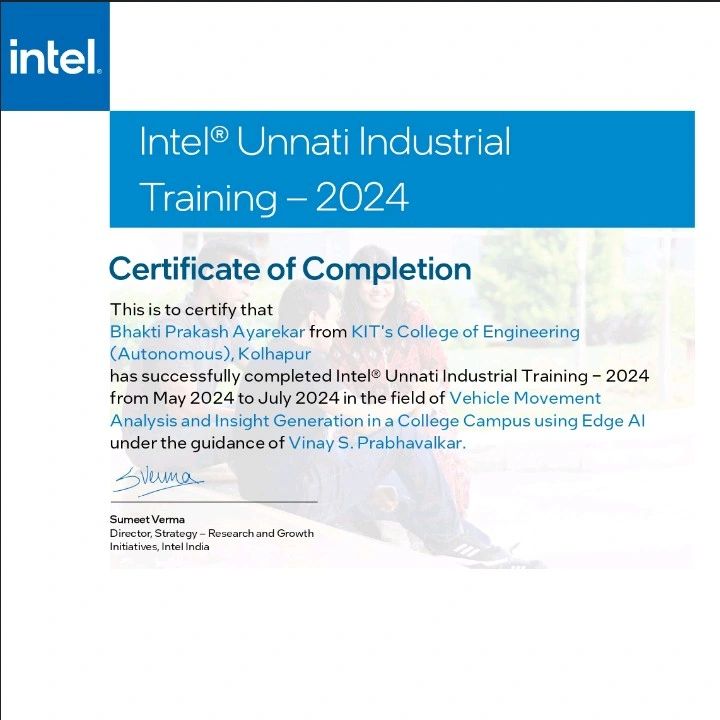 intel.
Intel® Unnati Industrial
Training – 2024
Certificate of Completion
This is to certify that
Bhakti Prakash Ayarekar from KIT's College of Engineering
(Autonomous), Kolhapur
has successfully completed Intel® Unnati Industrial Training – 2024
from May 2024 to July 2024 in the field of Vehicle Movement
Analysis and Insight Generation in a College Campus using Edge AI
under the guidance of Vinay S. Prabhavalkar.
SVerma
Sumeet Verma
Director, Strategy – Research and Growth
Initiatives, Intel India